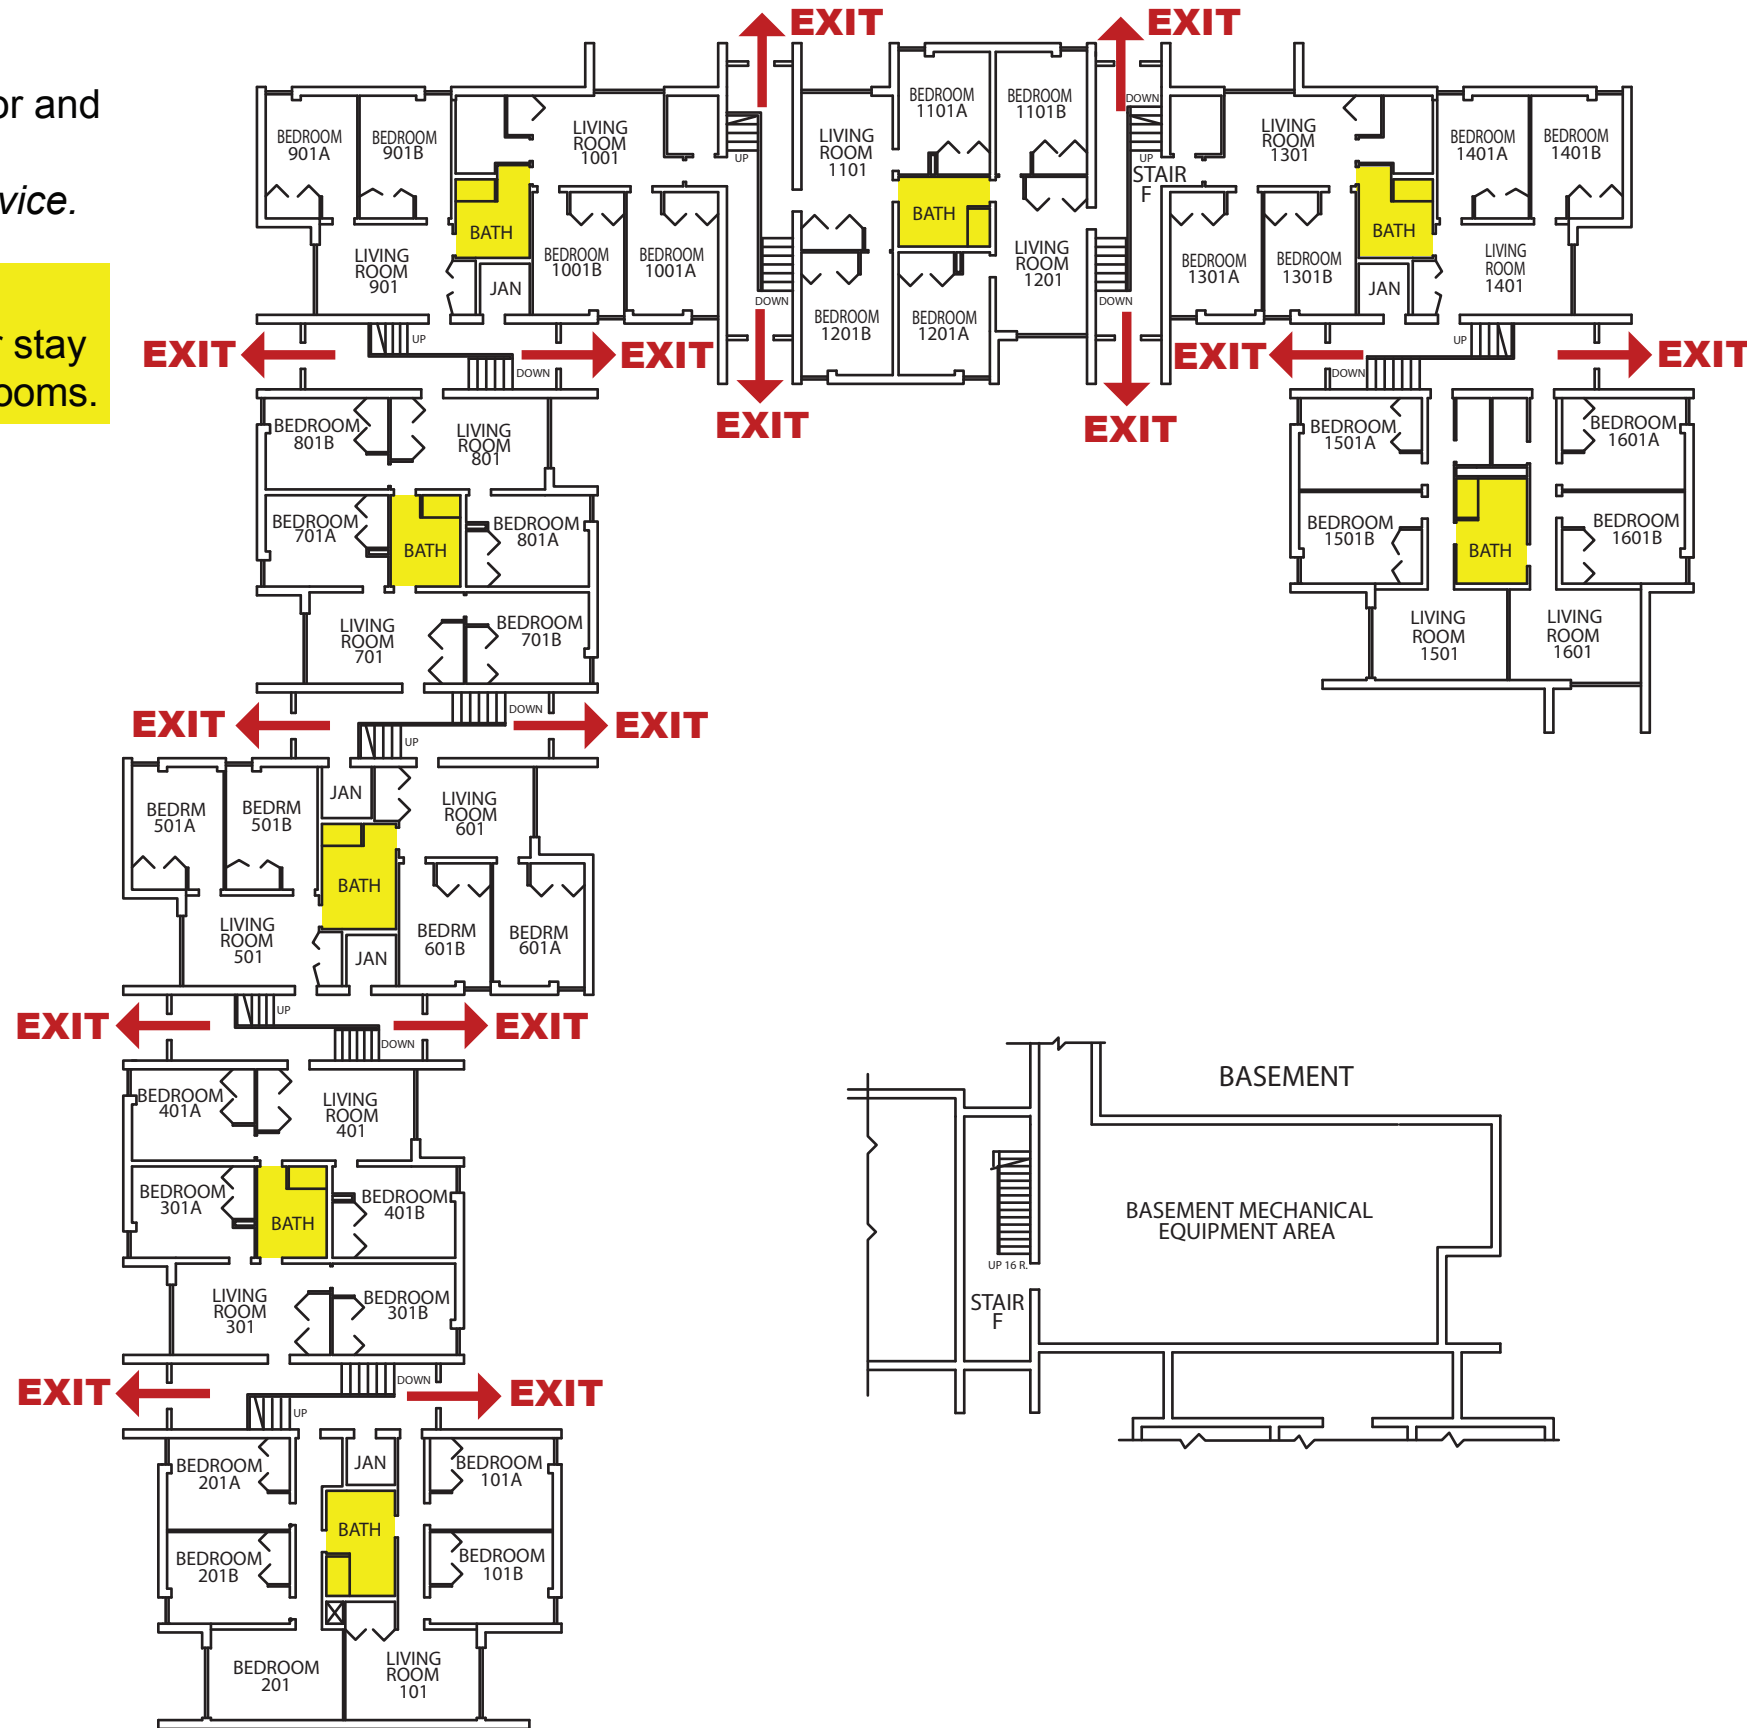 or and
vice.
r stay
ooms.
EXIT
EXIT
BEDROOM
901A
BEDROOM
901B
LIVING
ROOM
1001
UP
LIVING
ROOM
1101
BEDROOM
1101A
BEDROOM
1101B
DOWN
UP
STAIR
F
LIVING
ROOM
1301
BEDROOM
1401A
BEDROOM
1401B
BATH
BATH
BATH
LIVING
ROOM
901
JAN
BEDROOM
1001B
BEDROOM
1001A
DOWN
BEDROOM
1201B
BEDROOM
1201A
LIVING
ROOM
1201
DOWN
BEDROOM
1301A
BEDROOM
1301B
JAN
LIVING
ROOM
1401
EXIT
UP
DOWN
EXIT
EXIT
EXIT
EXIT
DOWN
UP
EXIT
BEDROOM
801B
LIVING
ROOM
801
BEDROOM
1501A
BEDROOM
1601A
BEDROOM
701A
BATH
BEDROOM
801A
BEDROOM
1501B
BATH
BEDROOM
1601B
LIVING
ROOM
701
BEDROOM
701B
LIVING
ROOM
1501
LIVING
ROOM
1601
EXIT
DOWN
UP
EXIT
BEDRM
501A
BEDRM
501B
JAN
LIVING
ROOM
601
BATH
LIVING
ROOM
501
JAN
BEDRM
601B
BEDRM
601A
EXIT
UP
DOWN
EXIT
BEDROOM
401A
LIVING
ROOM
401
BEDROOM
301A
BATH
BEDROOM
401B
LIVING
ROOM
301
BEDROOM
301B
EXIT
DOWN
UP
EXIT
BEDROOM
201A
JAN
BEDROOM
101A
BATH
BEDROOM
201B
BEDROOM
101B
BEDROOM
201
LIVING
ROOM
101
BASEMENT
BASEMENT MECHANICAL
EQUIPMENT AREA
UP 16 R.
STAIR
F